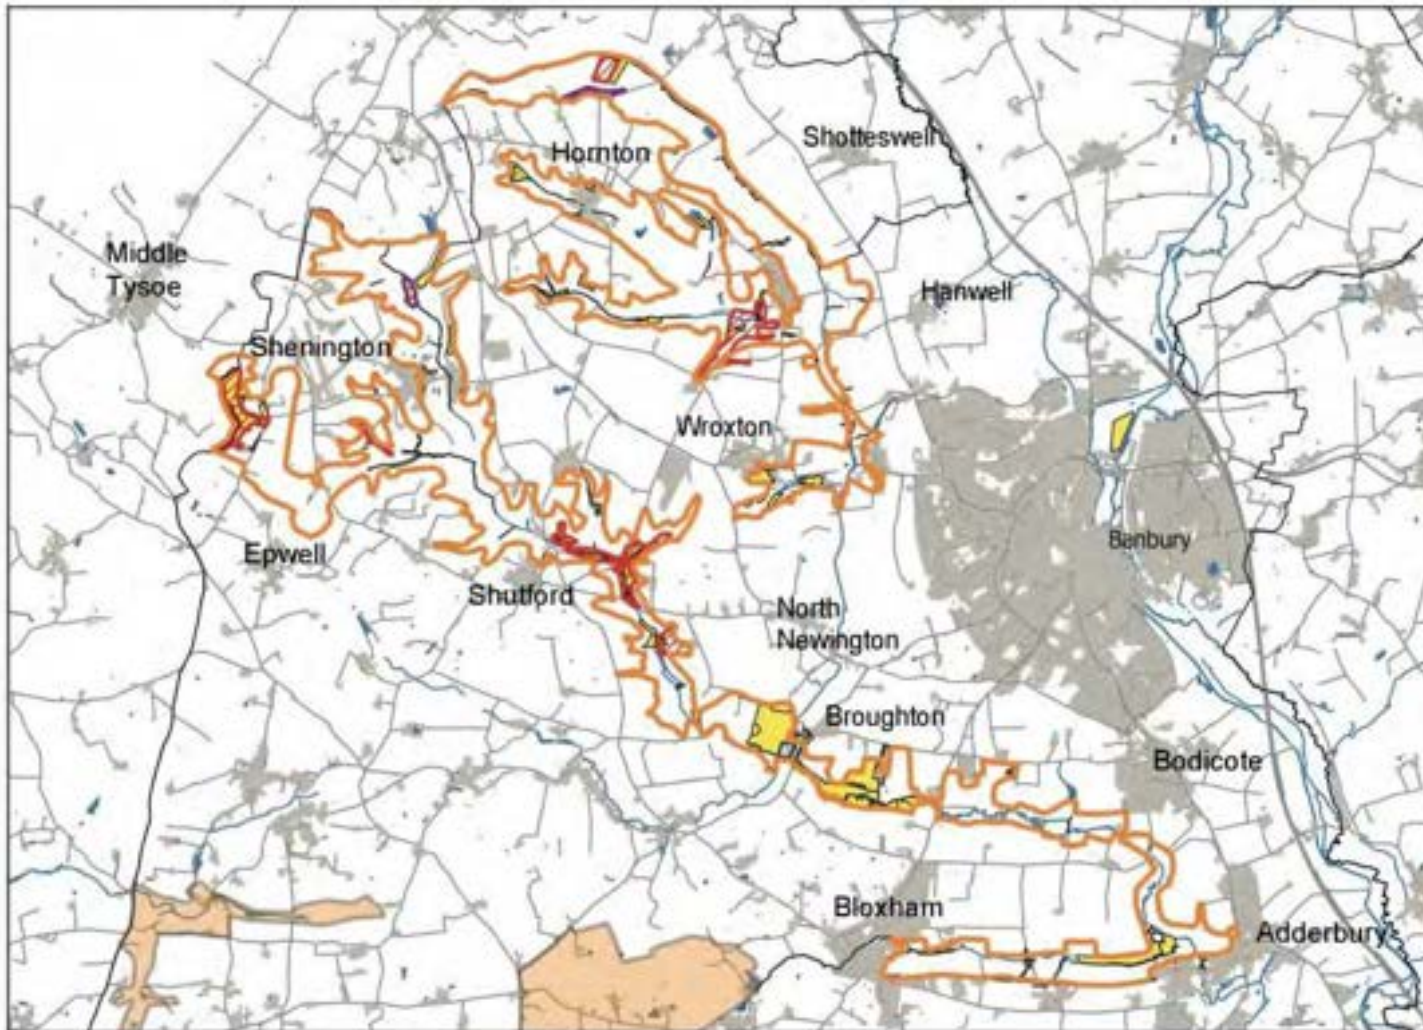 Shotteswell
Hornton
Middle
Tysoe
Hanwell
Shenington
Wroxton
Banbury
Epwell
Shutford
North
Newington
Broughton
Bodicote
Bloxham
Adderbury